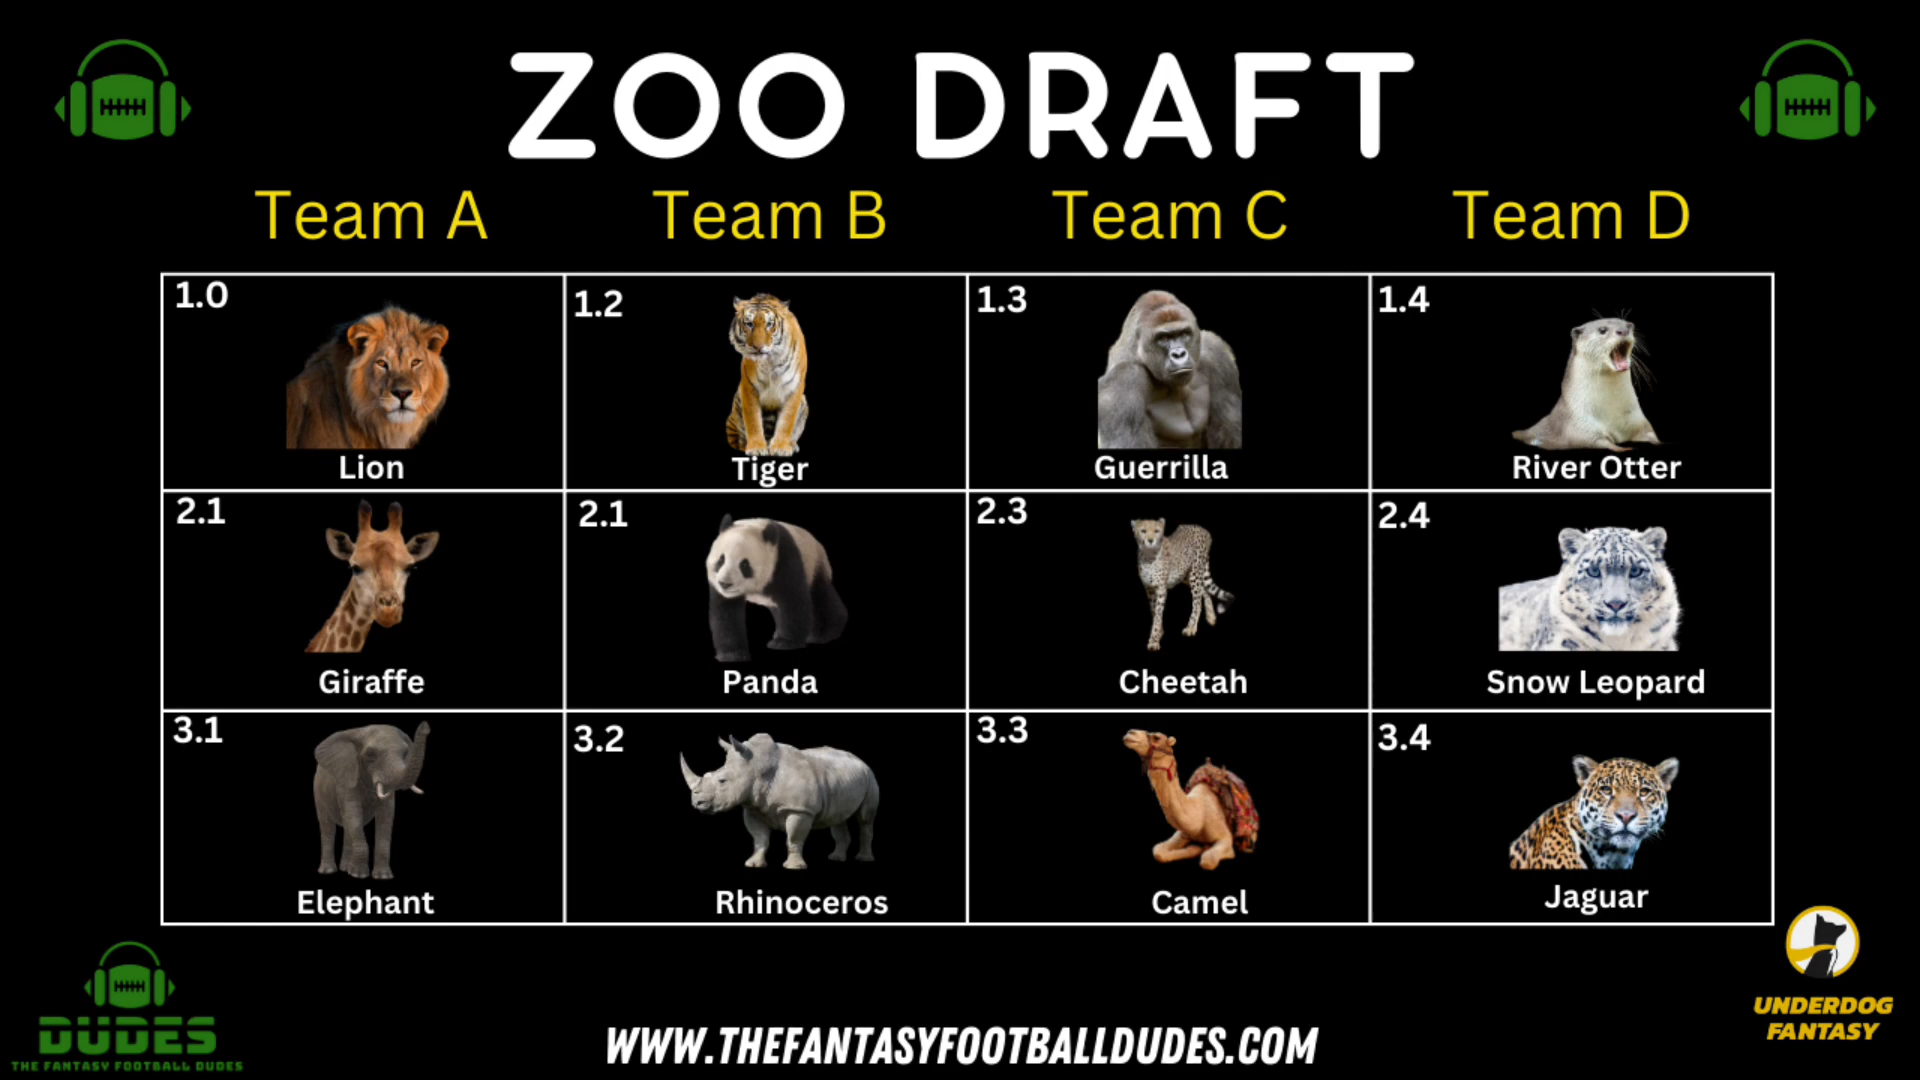 ZOO DRAFT
Team A Team B Team C Team D
1.0 1.2 1.3 1.4
Lion Tiger Guerrilla River Otter
2.1 2.1 2.3 2.4
Giraffe Panda Cheetah Snow Leopard
3.1 3.2 3.3 3.4
Elephant Rhinoceros Camel Jaguar
DUDES
THE FANTASY FOOTBALL DUDES
WWW.THEFANTASYFOOTBALLDUDES.COM
UNDERDOG
FANTASY